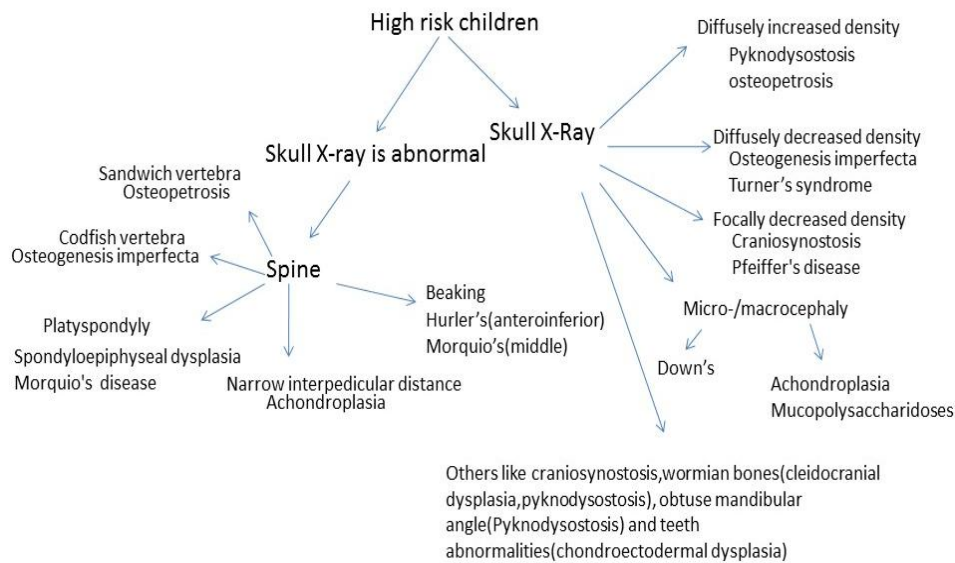 High risk children
Skull X-ray is abnormal
Skull X-Ray
Sandwich vertebra
Osteopetrosis
Codfish vertebra
Osteogenesis imperfecta
Spine
Platyspondyly
Spondyloepiphyseal dysplasia
Morquio's disease
Narrow interpedicular distance
Achondroplasia
Beaking
Hurler’s(anteroinferior)
Morquio’s(middle)
Diffusely increased density
Pyknodysostosis
osteopetrosis
Diffusely decreased density
Osteogenesis imperfecta
Turner’s syndrome
Focally decreased density
Craniosynostosis
Pfeiffer's disease
Micro-/macrocephaly
Down’s
Achondroplasia
Mucopolysaccharidoses
Others like craniosynostosis,wormian bones(cleidocranial
dysplasia,pyknodysostosis), obtuse mandibular
angle(Pyknodysostosis) and teeth
abnormalities(chondroectodermal dysplasia)